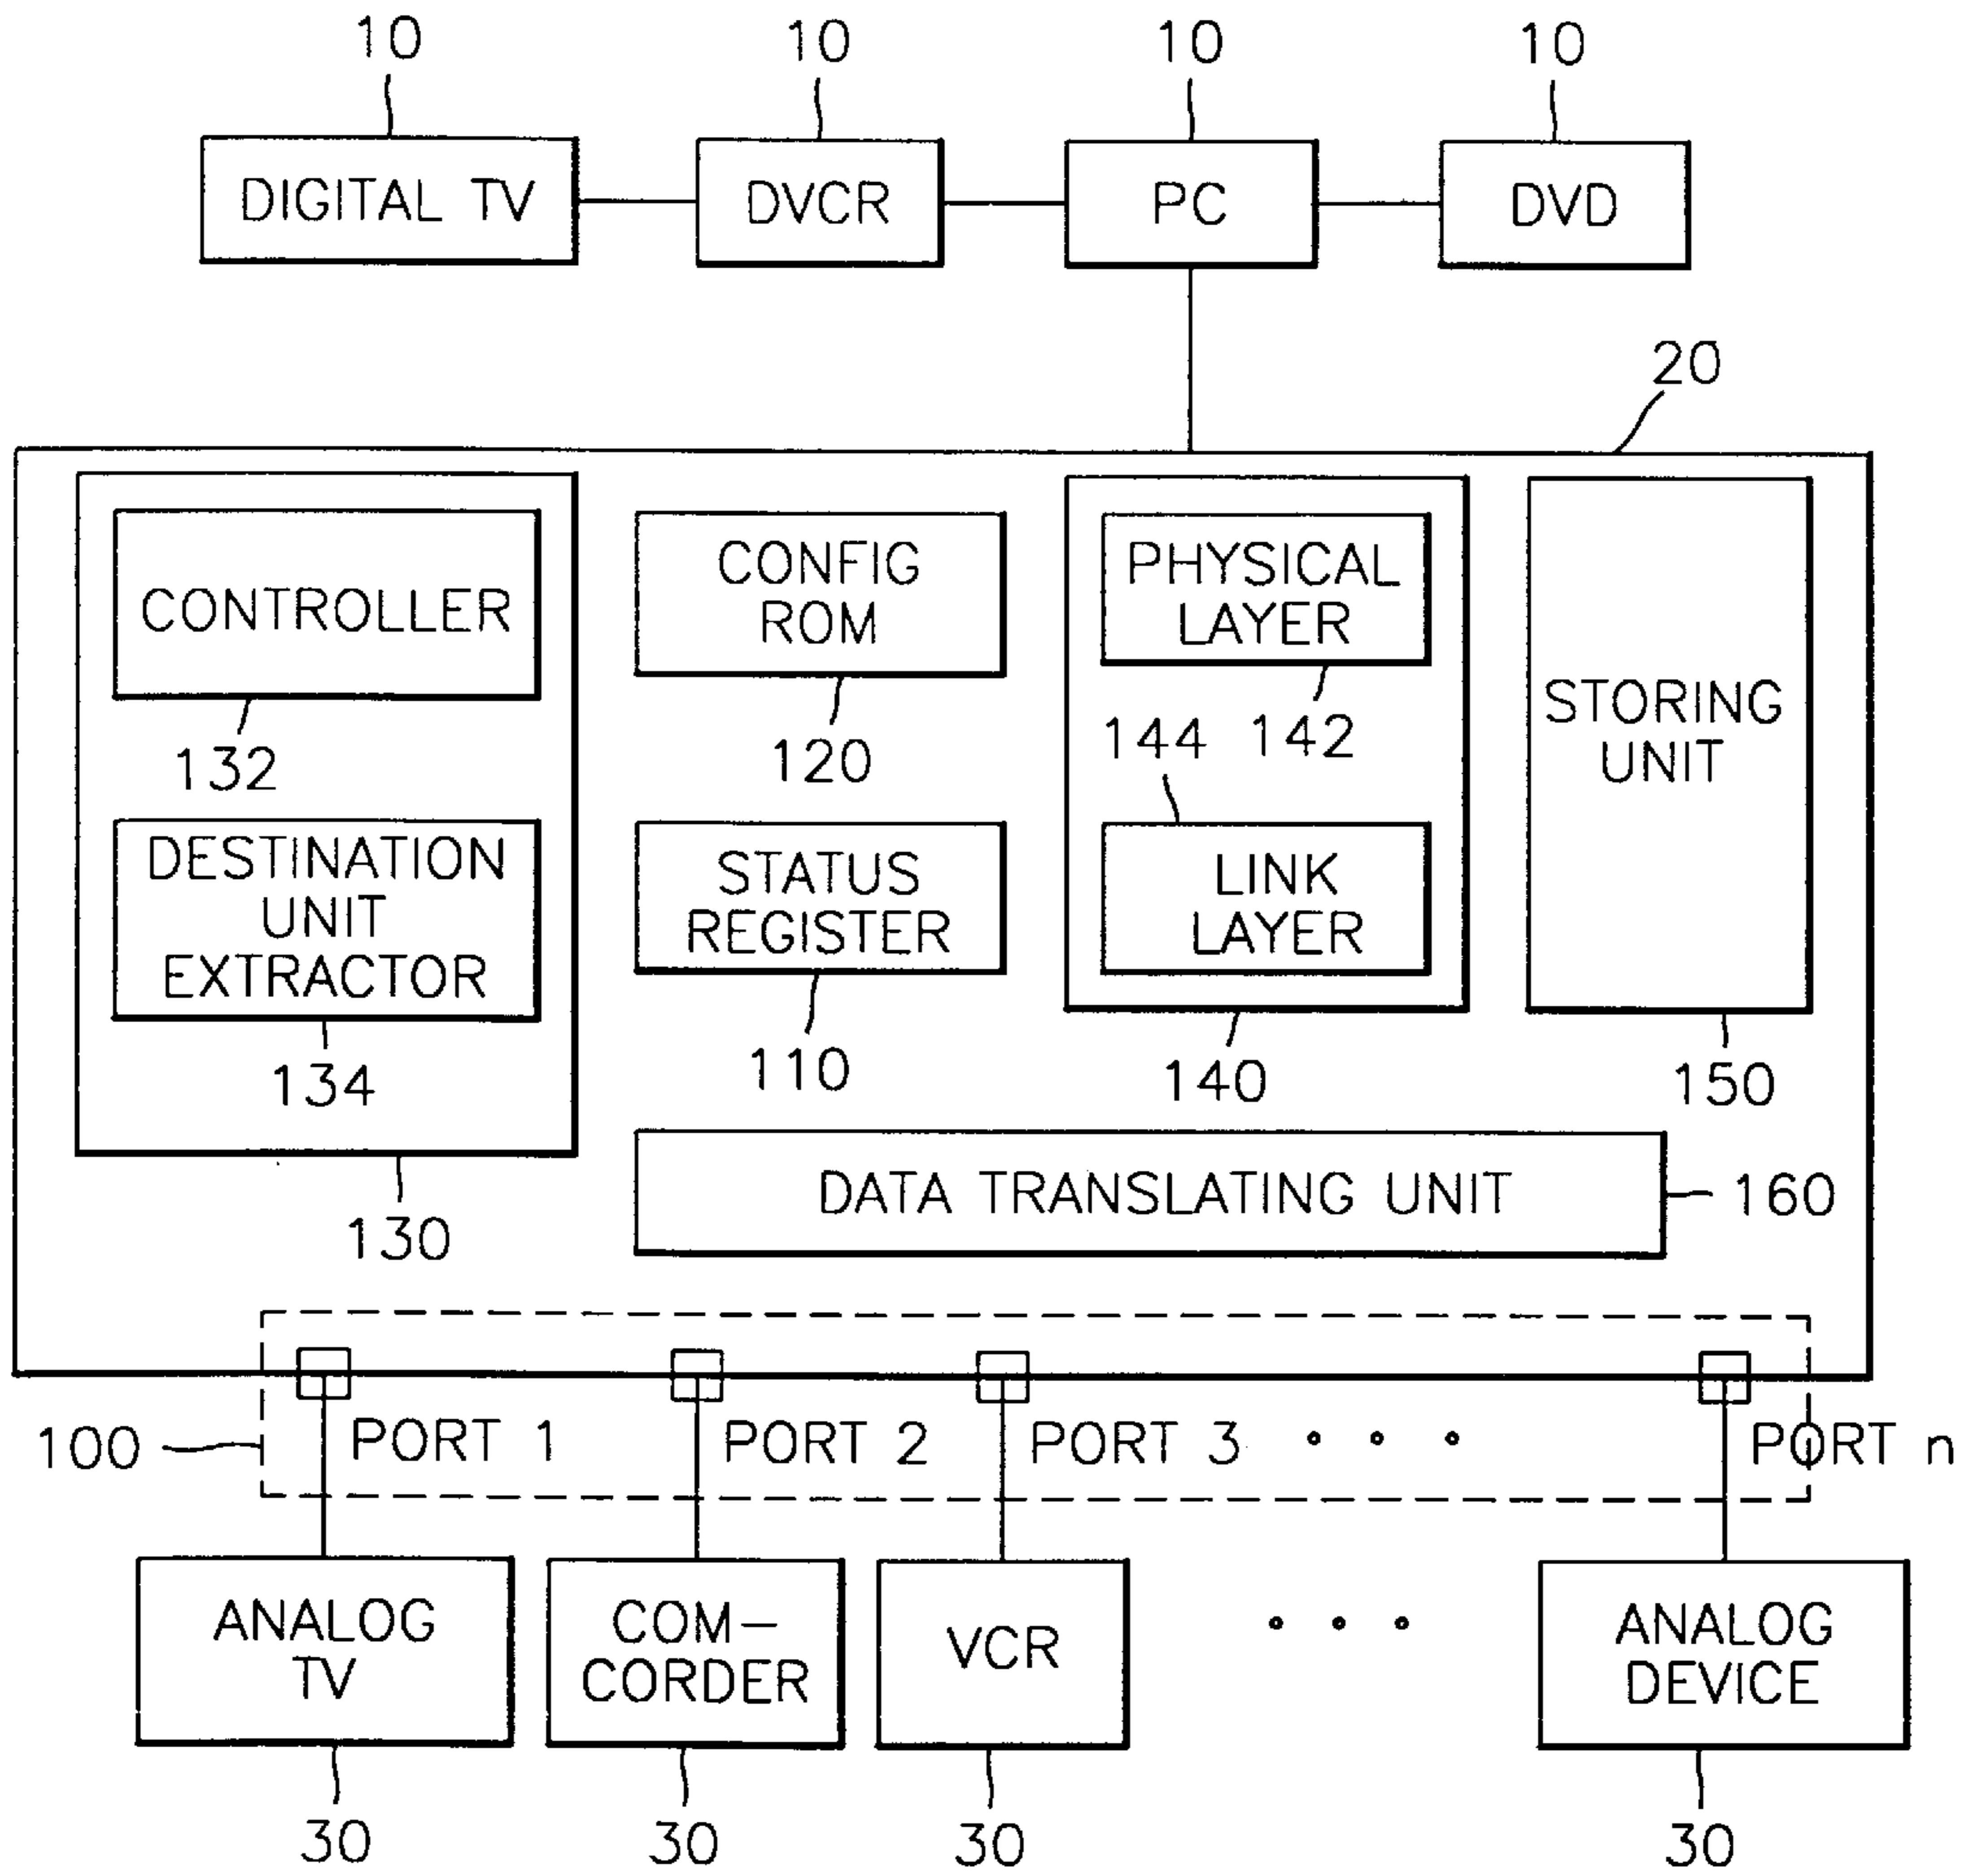 10 10 10 10
DIGITAL TV DVCR PC DVD
20
CONTROLLER
132
CONFIG
ROM
120
PHYSICAL
LAYER
144 142
STORING
UNIT
DESTINATION
UNIT
EXTRACTOR
134
STATUS
REGISTER
110
LINK
LAYER
140
150
130
DATA TRANSLATING UNIT
160
100
PORT 1 PORT 2 PORT 3 • • • PORT n
ANALOG
TV
COM-
CORDER
VCR
• • •
ANALOG
DEVICE
30 30 30 30